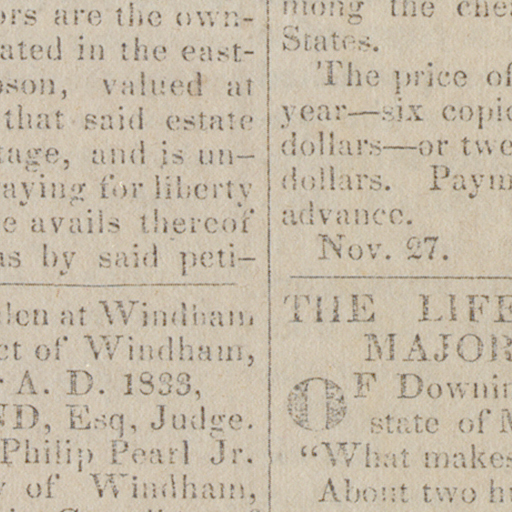 ors are the own-
ated in the east-
son, valued at
that said estate
tage, and is un-
aying for liberty
e avails thereof
as by said peti-
den at Windham
ct of Windham,
A. D. 1833,
ND, Esq, Judge.
Philip Pearl Jr.
of Windham,
mong the chea
States.
The price of
year—six copie
dollars—or twe
dollars. Paym
advance.
Nov. 27.
THE LIFE
MAJOR
OF Downin
state of M
“What makes
About two hu